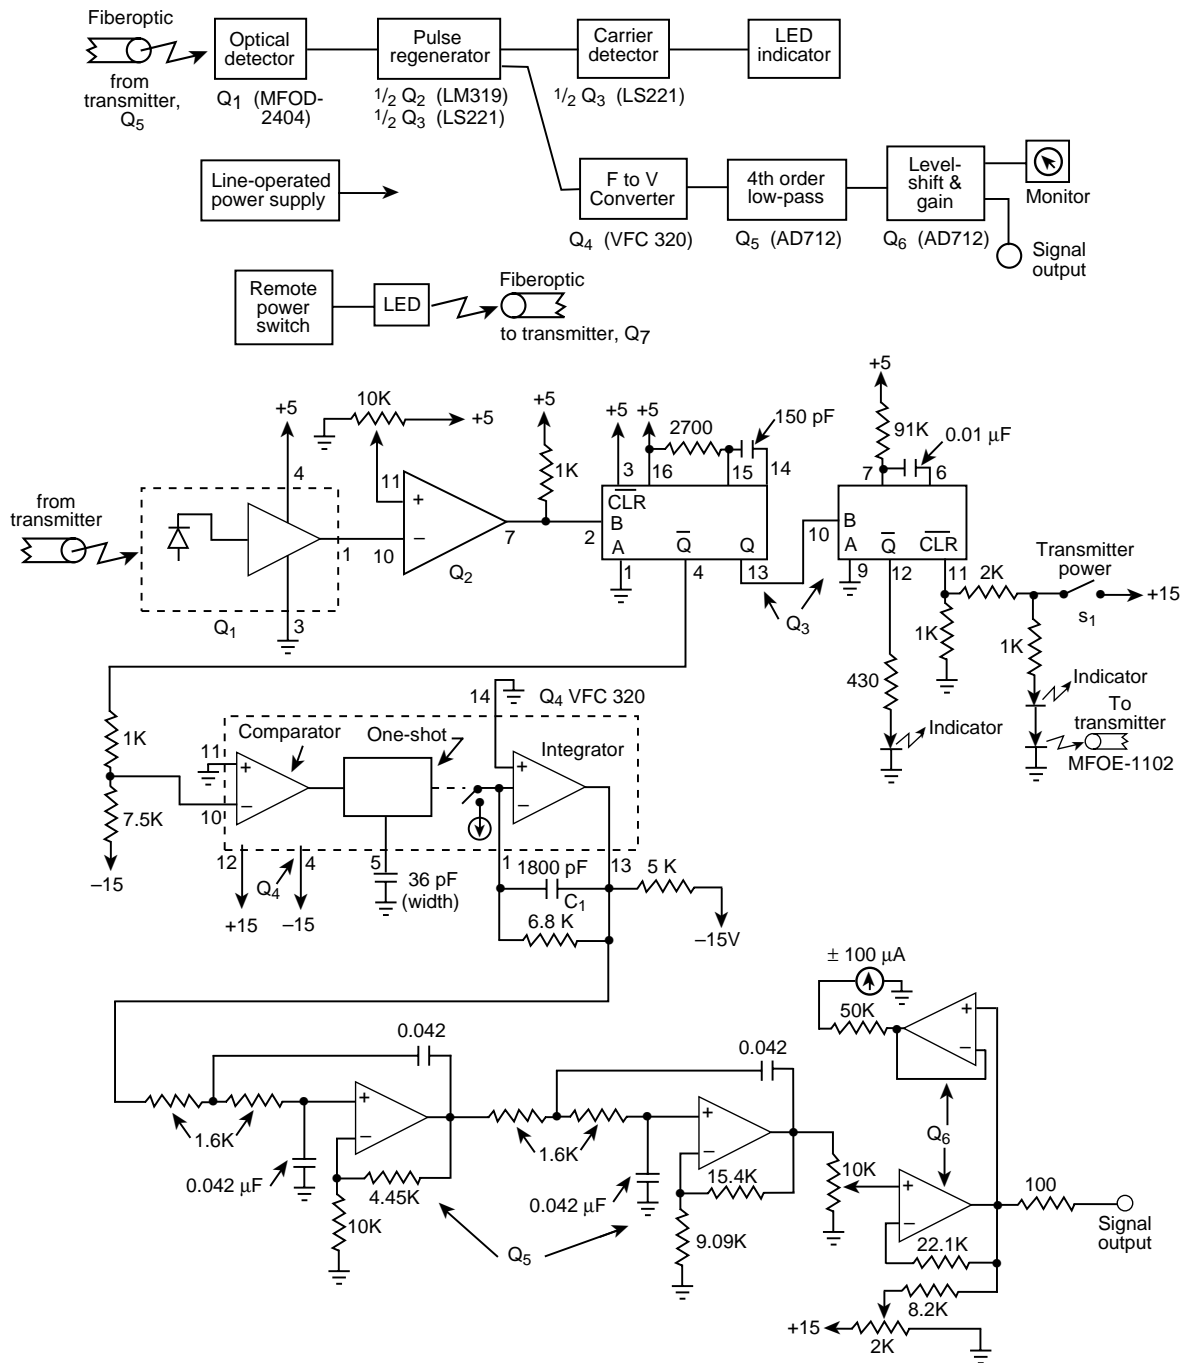 Fiberoptic
from
transmitter,
Q5
Optical
detector
Q1 (MFOD-
2404)
Pulse
regenerator
1/2 Q2 (LM319)
1/2 Q3 (LS221)
Carrier
detector
1/2 Q3 (LS221)
LED
indicator
Line-operated
power supply
F to V
Converter
Q4 (VFC 320)
4th order
low-pass
Q5 (AD712)
Level-
shift &
gain
Q6 (AD712)
Monitor
Signal
output
Remote
power
switch
LED
Fiberoptic
to transmitter, Q7
from
transmitter
+5
4
1
3
Q1
10K
+5
11
+
10
–
Q2
7
+5
1K
2
+5
3
+5
16
2700
15
150 pF
14
CLR
B
A
Q
Q
1
4
13
Q3
+5
91K
0.01 µF
7
6
10
B
A
Q
CLR
9
12
11
2K
Transmitter
power
s1
+15
1K
1K
430
Indicator
Indicator
To
transmitter
MFOE-1102
1K
7.5K
–15
11
+
10
–
Comparator
One-shot
14
Q4 VFC 320
Integrator
+
–
12
+15
Q4
4
–15
5
36 pF
(width)
1
13
1800 pF
C1
6.8 K
5 K
–15V
0.042
1.6K
0.042 µF
+
–
4.45K
10K
Q5
0.042
1.6K
0.042 µF
+
–
15.4K
9.09K
10K
± 100 µA
50K
+
–
Q6
+
–
22.1K
8.2K
+15
2K
100
Signal
output